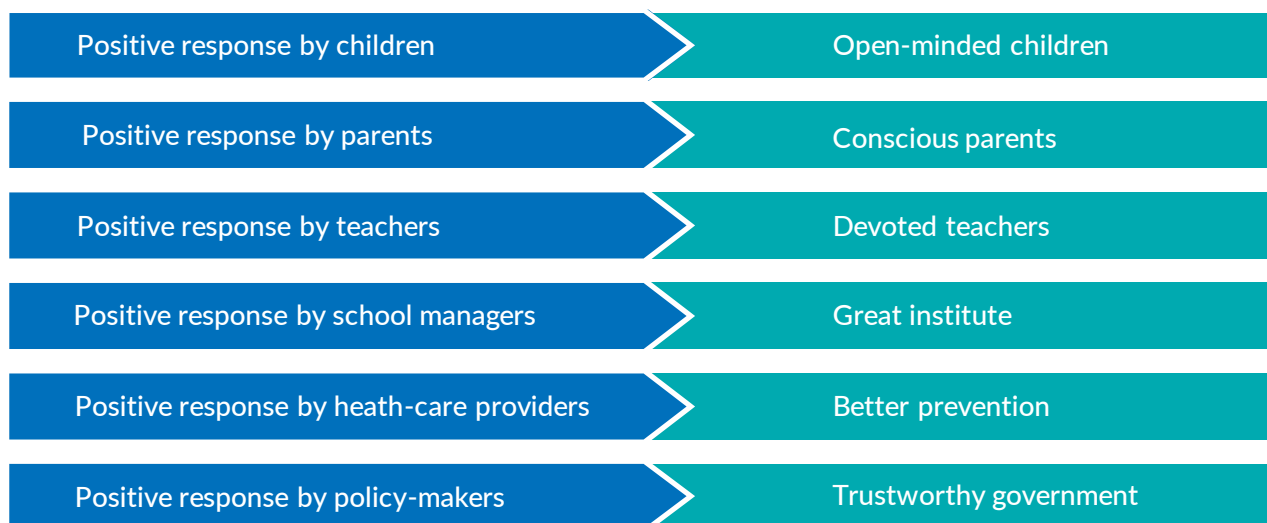 Positive response by children
Open-minded children
Positive response by parents
Conscious parents
Positive response by teachers
Devoted teachers
Positive response by school managers
Great institute
Positive response by heath-care providers
Better prevention
Positive response by policy-makers
Trustworthy government